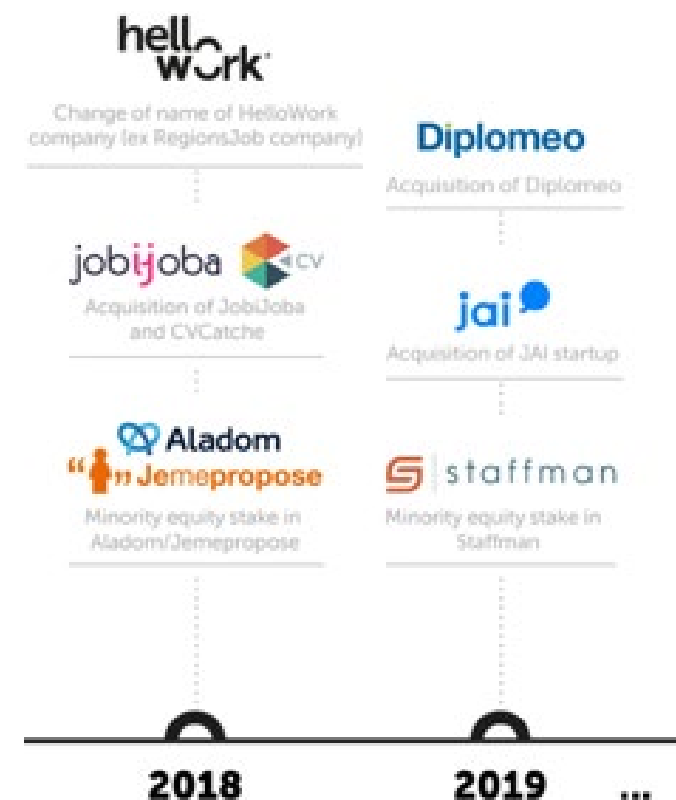 hello
work
Change of name of HelloWork
company (ex RegionsJob company)
jobijoba
CV
Acquisition of JobiJoba
and CVCatche
Aladom
“ ” Jemepropose
Minority equity stake in
Aladom/Jemepropose
2018
Diplomeo
Acquisition of Diplomeo
jai
Acquisition of JAI startup
staffman
Minority equity stake in
Staffman
2019
...